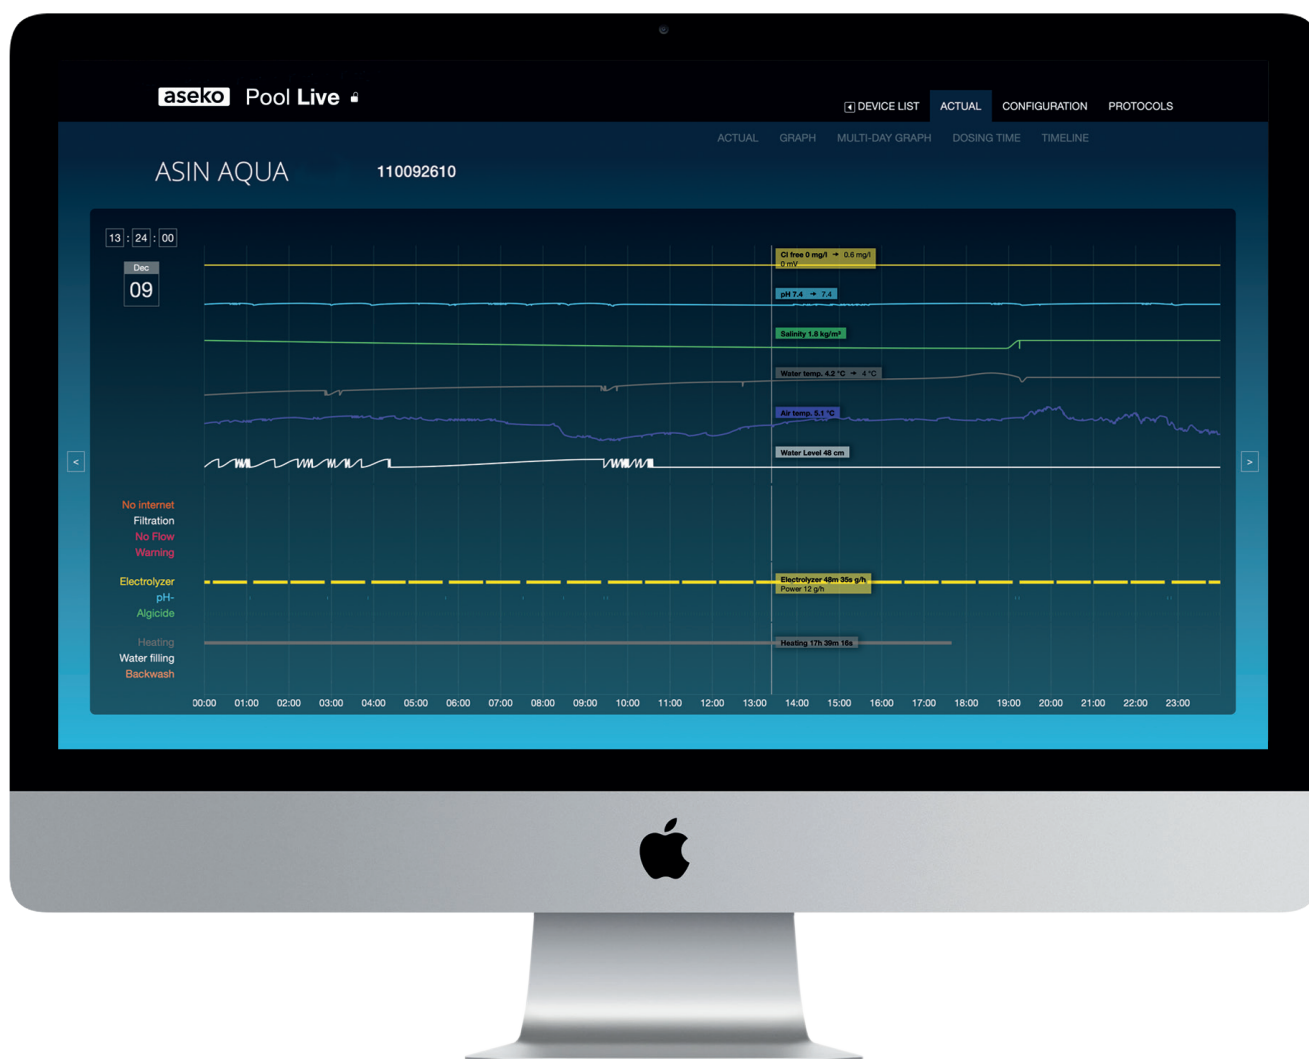 aseko Pool Live
DEVICE LIST ACTUAL CONFIGURATION PROTOCOLS
ACTUAL GRAPH MULTI-DAY GRAPH DOSING TIME TIMELINE
ASIN AQUA 110092610
13 : 24 : 00
Dec
09
Cl free 0 mg/l → 0.6 mg/l
0 mV
pH 7.4 → 7.4
Salinity 1.8 kg/m³
Water temp. 4.2 °C → 4 °C
Air temp. 5.1 °C
Water Level 48 cm
< >
No internet
Filtration
No Flow
Warning
Electrolyzer
pH-
Algicide
Electrolyzer 48m 35s g/h
Power 12 g/h
Heating
Water filling
Backwash
Heating 17h 39m 16s
00:00 01:00 02:00 03:00 04:00 05:00 06:00 07:00 08:00 09:00 10:00 11:00 12:00 13:00 14:00 15:00 16:00 17:00 18:00 19:00 20:00 21:00 22:00 23:00